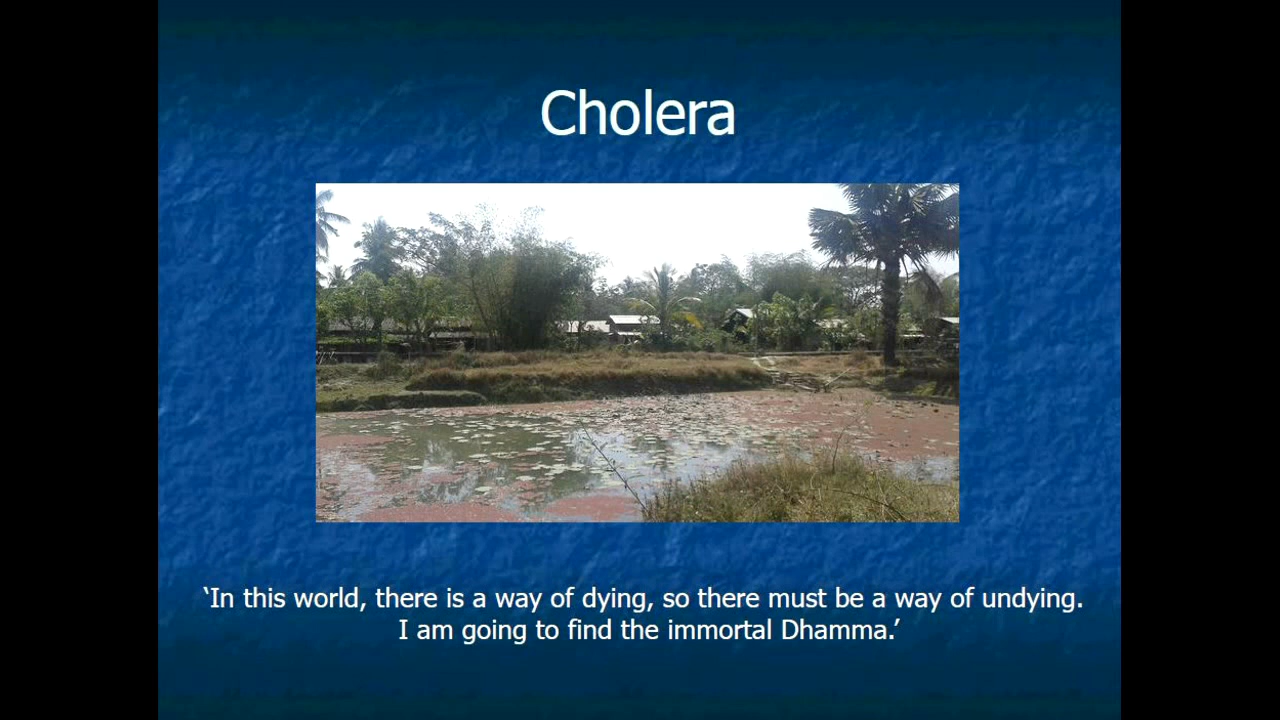 Cholera
‘In this world, there is a way of dying, so there must be a way of undying.
I am going to find the immortal Dhamma.’